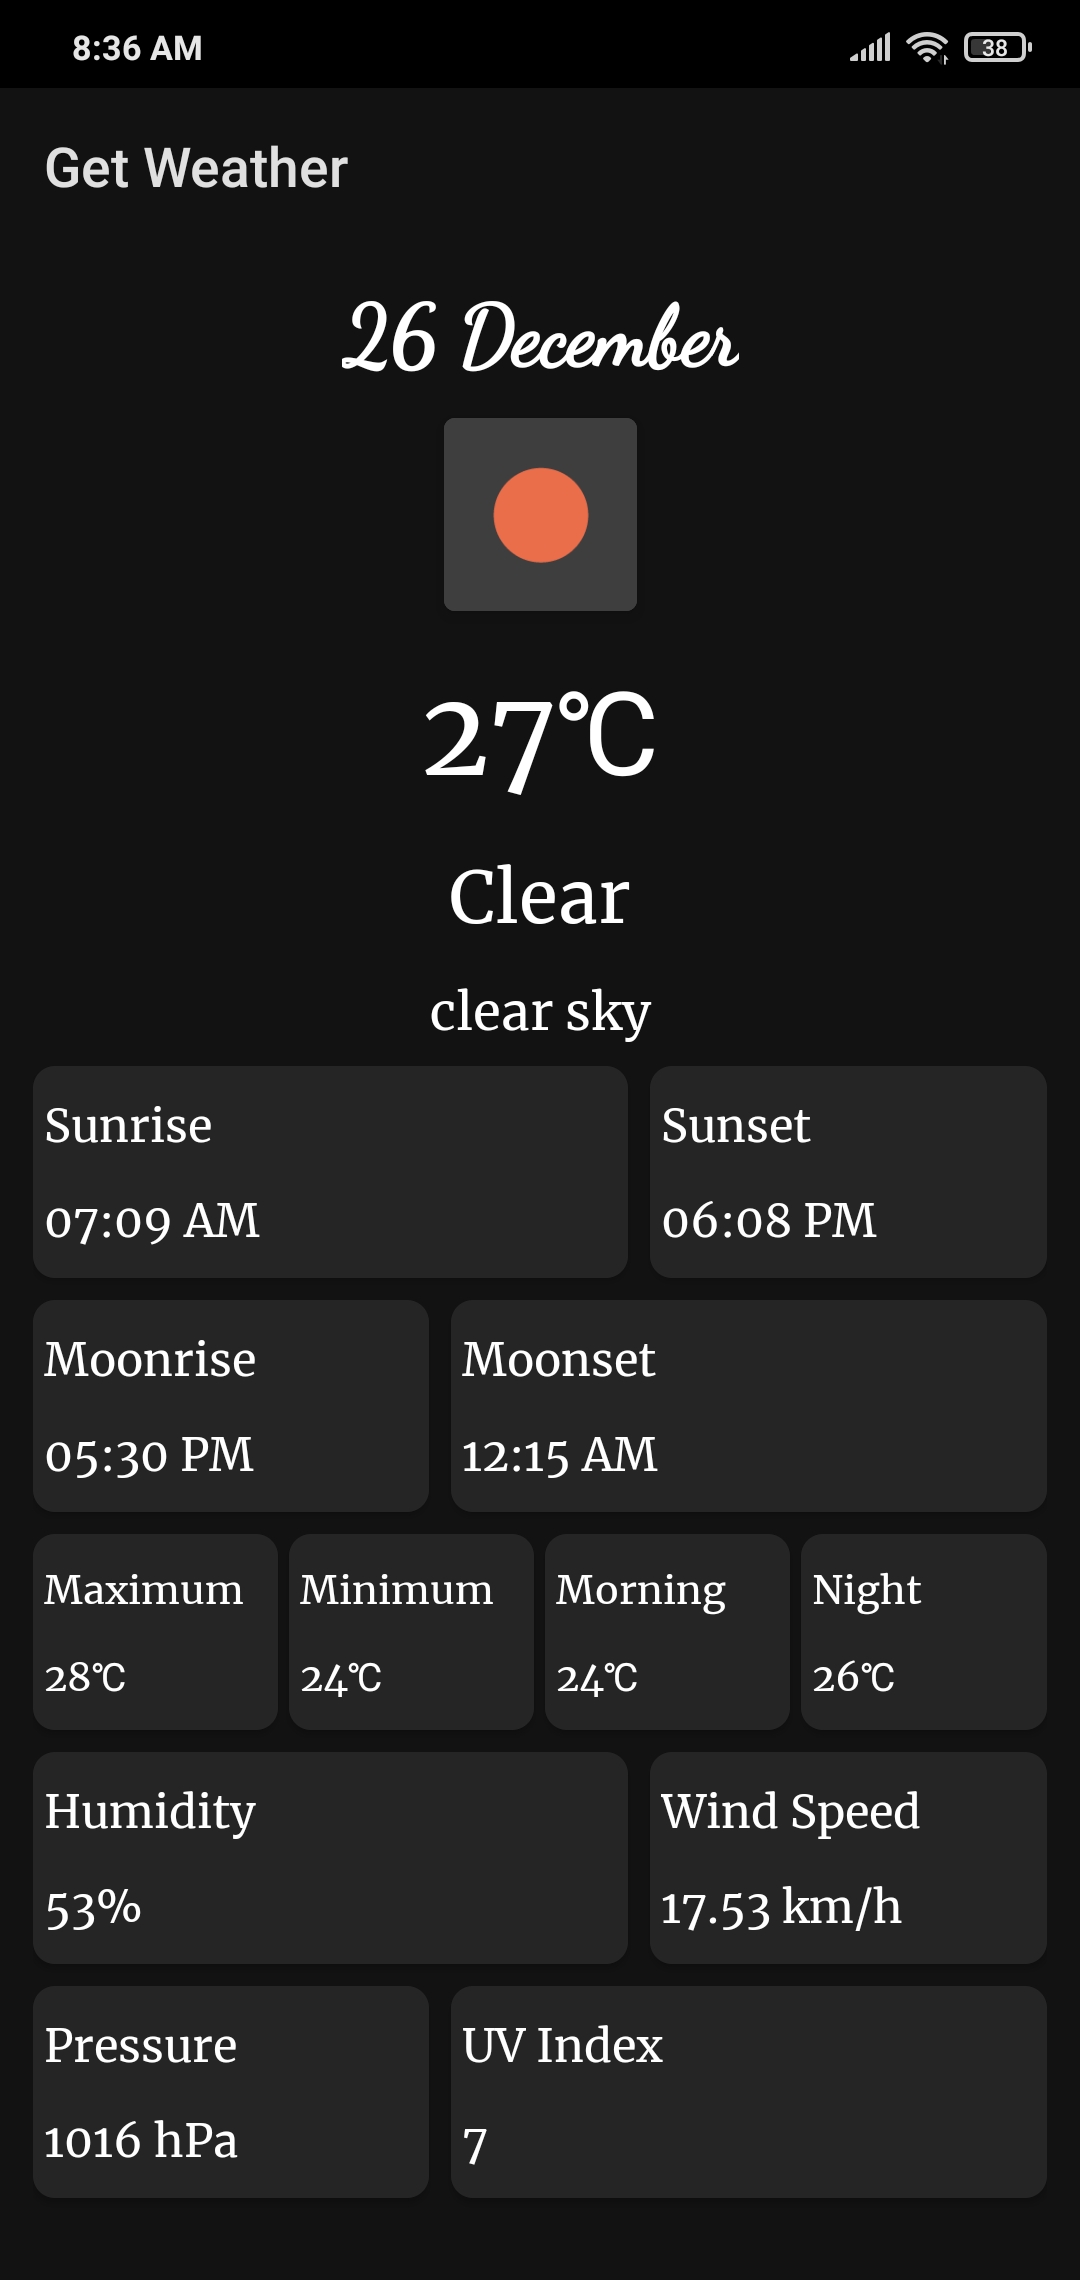 8:36 AM
38
Get Weather
26 December
27℃
Clear
clear sky
Sunrise
07:09 AM
Sunset
06:08 PM
Moonrise
05:30 PM
Moonset
12:15 AM
Maximum
28℃
Minimum
24℃
Morning
24℃
Night
26℃
Humidity
53%
Wind Speed
17.53 km/h
Pressure
1016 hPa
UV Index
7